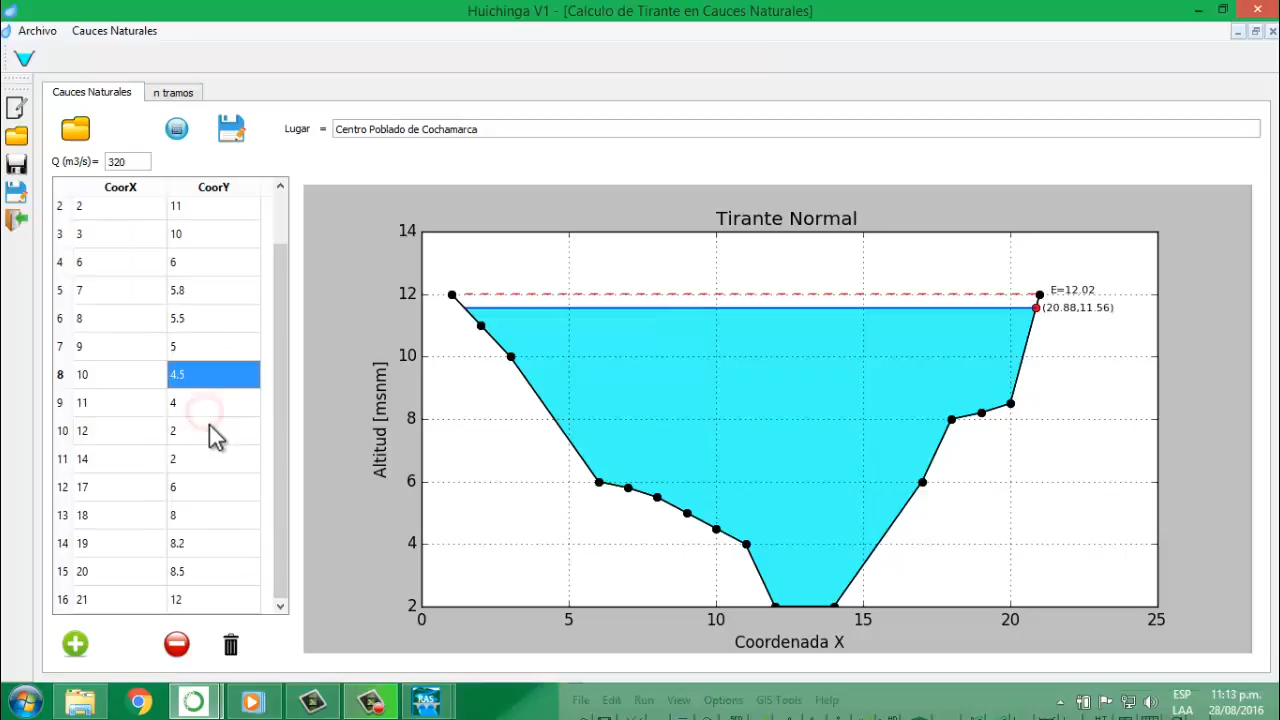 Huichinga V1 - [Calculo de Tirante en Cauces Naturales]
Archivo Cauces Naturales
Cauces Naturales n tramos
Lugar = Centro Poblado de Cochamarca
Q (m3/s)= 320
CoorX CoorY
2 2 11
3 3 10
4 6 6
5 7 5.8
6 8 5.5
7 9 5
8 10 4.5
9 11 4
10 12 2
11 14 2
12 17 6
13 18 8
14 19 8.2
15 20 8.5
16 21 12
Tirante Normal
14
12
10
8
6
4
2
Altitud [msnm]
E=12.02
(20.88,11.56)
0 5 10 15 20 25
Coordenada X
RAS
File Edit Run View Options GIS Tools Help
ESP 11:13 p.m.
LAA 28/08/2016